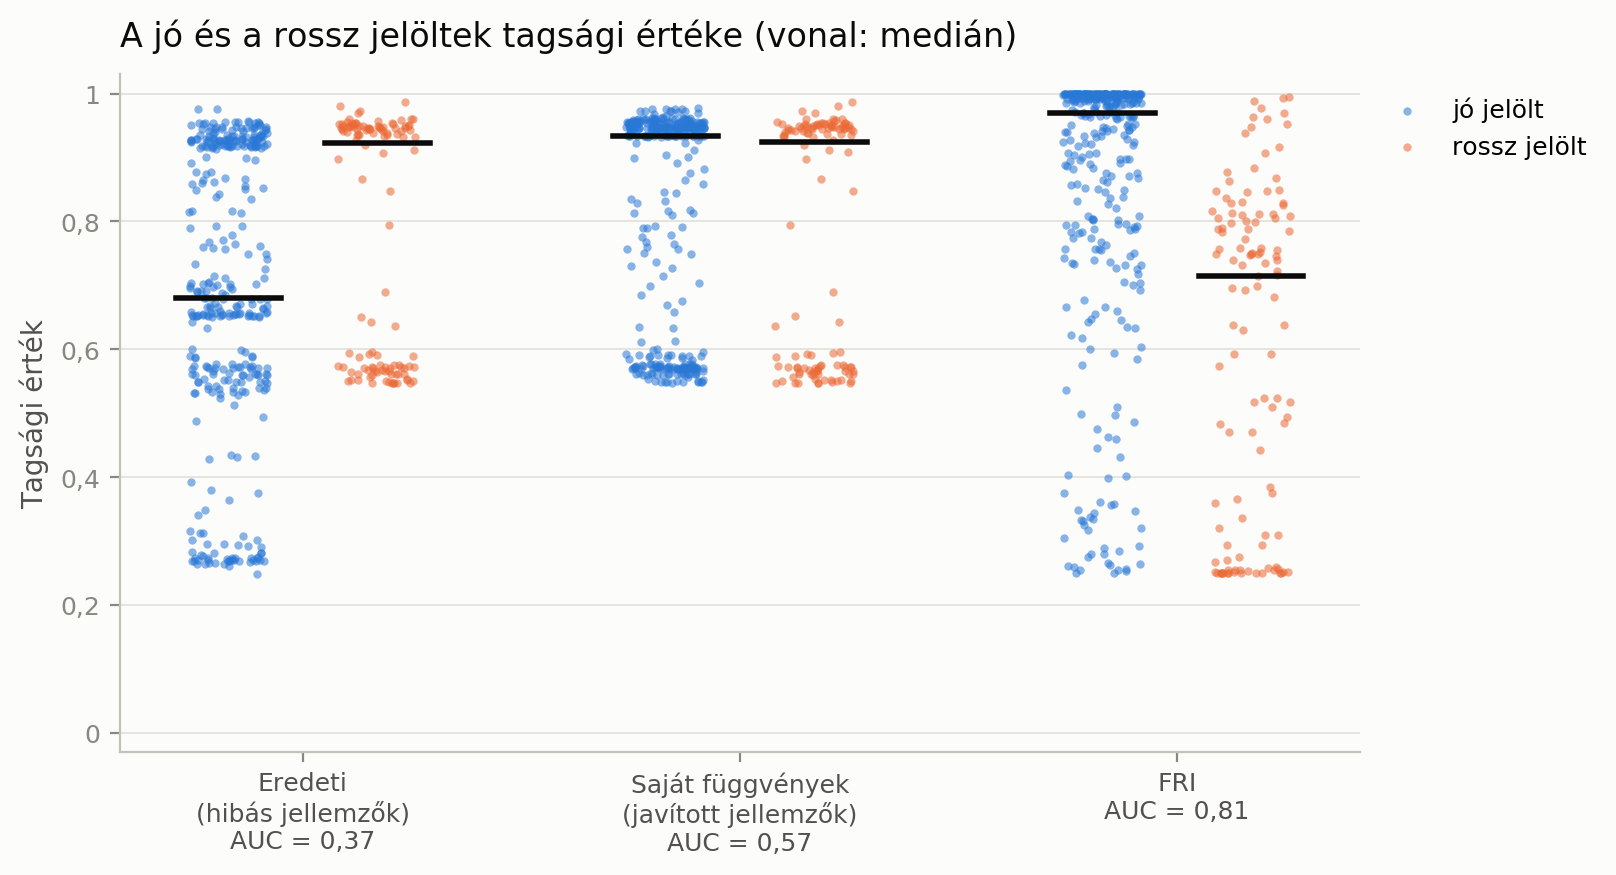 A jó és a rossz jelöltek tagsági értéke (vonal: medián)
jó jelölt
rossz jelölt
Tagsági érték
1
0,8
0,6
0,4
0,2
0
Eredeti
(hibás jellemzők)
AUC = 0,37
Saját függvények
(javított jellemzők)
AUC = 0,57
FRI
AUC = 0,81